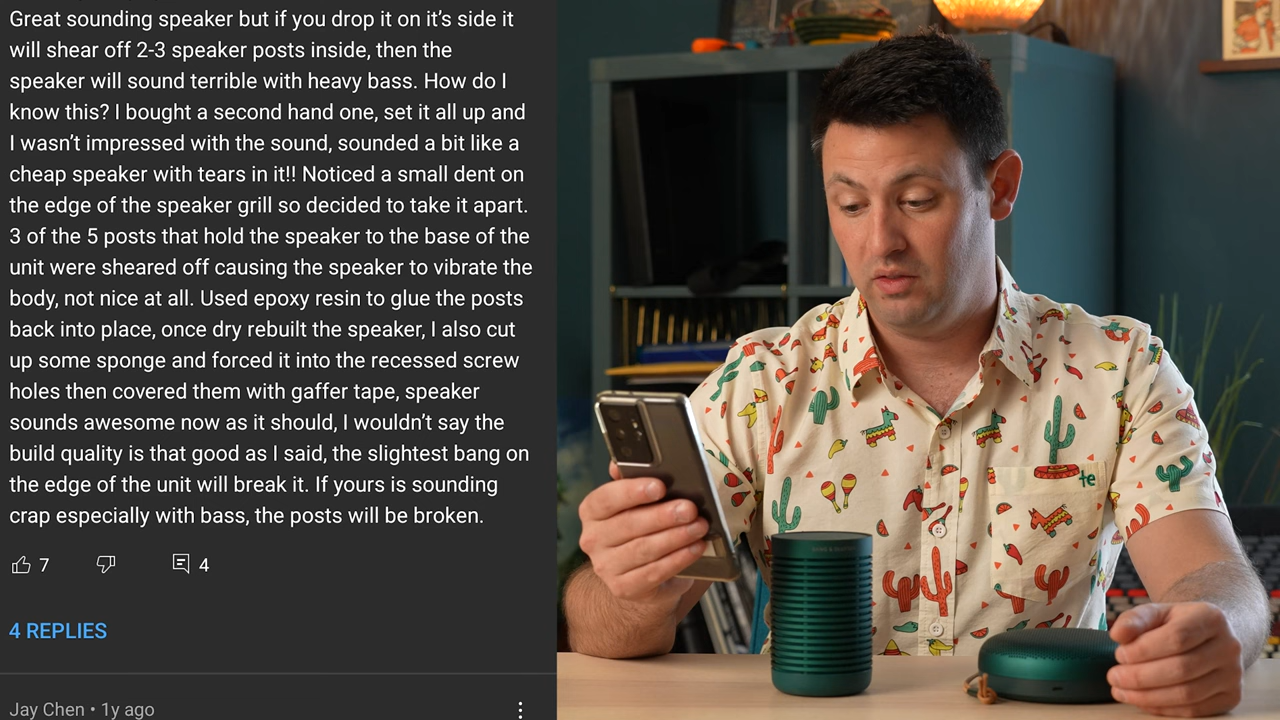 Great sounding speaker but if you drop it on it’s side it
will shear off 2-3 speaker posts inside, then the
speaker will sound terrible with heavy bass. How do I
know this? I bought a second hand one, set it all up and
I wasn’t impressed with the sound, sounded a bit like a
cheap speaker with tears in it!! Noticed a small dent on
the edge of the speaker grill so decided to take it apart.
3 of the 5 posts that hold the speaker to the base of the
unit were sheared off causing the speaker to vibrate the
body, not nice at all. Used epoxy resin to glue the posts
back into place, once dry rebuilt the speaker, I also cut
up some sponge and forced it into the recessed screw
holes then covered them with gaffer tape, speaker
sounds awesome now as it should, I wouldn’t say the
build quality is that good as I said, the slightest bang on
the edge of the unit will break it. If yours is sounding
crap especially with bass, the posts will be broken.
7
4
4 REPLIES
Jay Chen • 1y ago
te